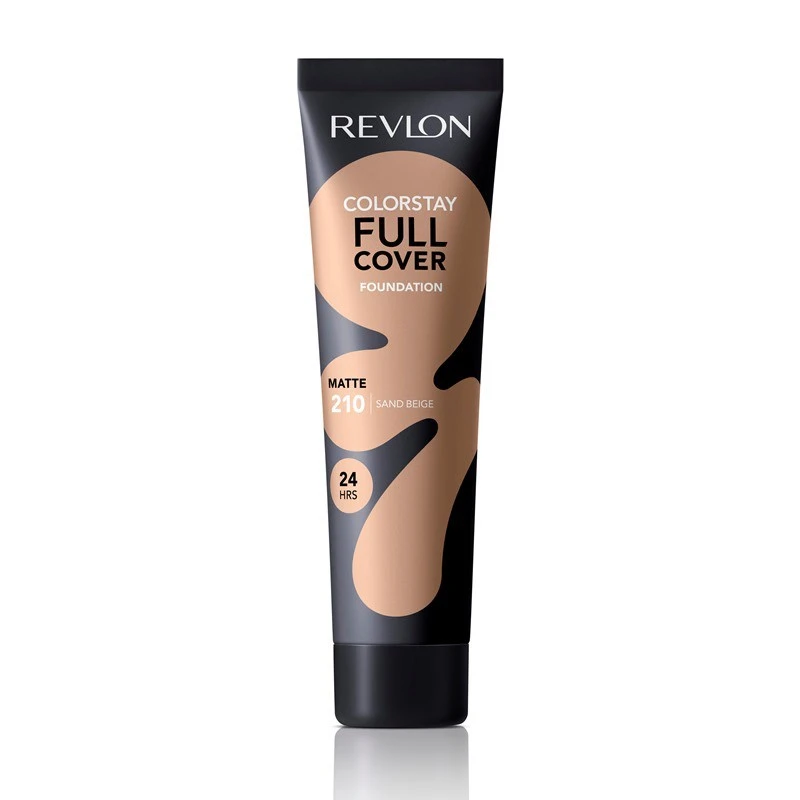 REVLON
COLORSTAY
FULL
COVER
FOUNDATION
MATTE
210 | SAND BEIGE
24
HRS